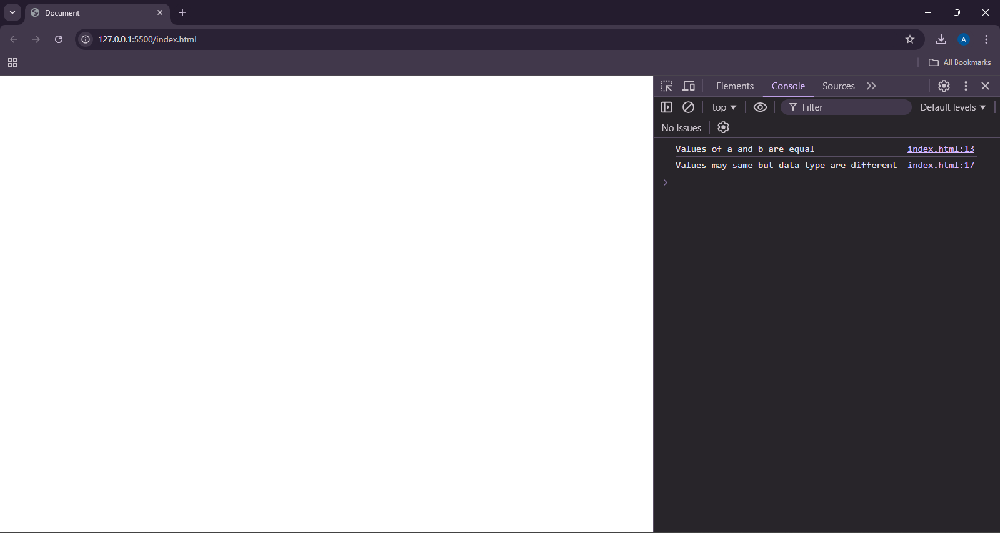 Document
127.0.0.1:5500/index.html
A
All Bookmarks
Elements Console Sources
top Filter Default levels
No Issues
Values of a and b are equal index.html:13
Values may same but data type are different index.html:17